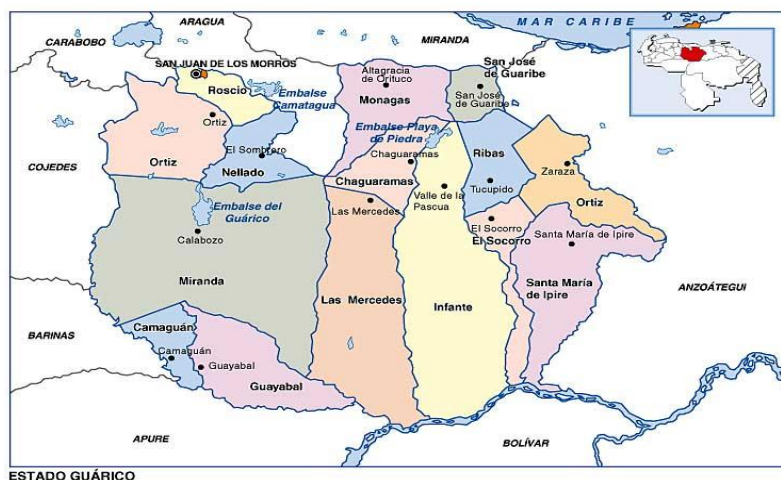 MAR CARIBE
ARAGUA
CARABOBO
MIRANDA
SAN JUAN DE LOS MORROS
San José
de Guaribe
Altagracia
de Orituco
Roscio
Embalse
Camatagua
Monagas
San José
de Guaribe
Ortiz
Embalse Playa
de Piedra
El Sombrero
Ribas
COJEDES
Ortiz
Nellado
Chaguaramas
Chaguaramas
Zaraza
Valle de la
Pascua
Tucupido
Ortiz
Embalse del
Guárico
Las Mercedes
El Socorro
El Socorro
Santa María de Ipire
Calabozo
Miranda
Santa María
de Ipire
ANZOÁTEGUI
Las Mercedes
Infante
BARINAS
Camaguán
Camaguán
Guayabal
Guayabal
APURE
BOLÍVAR
ESTADO GUÁRICO